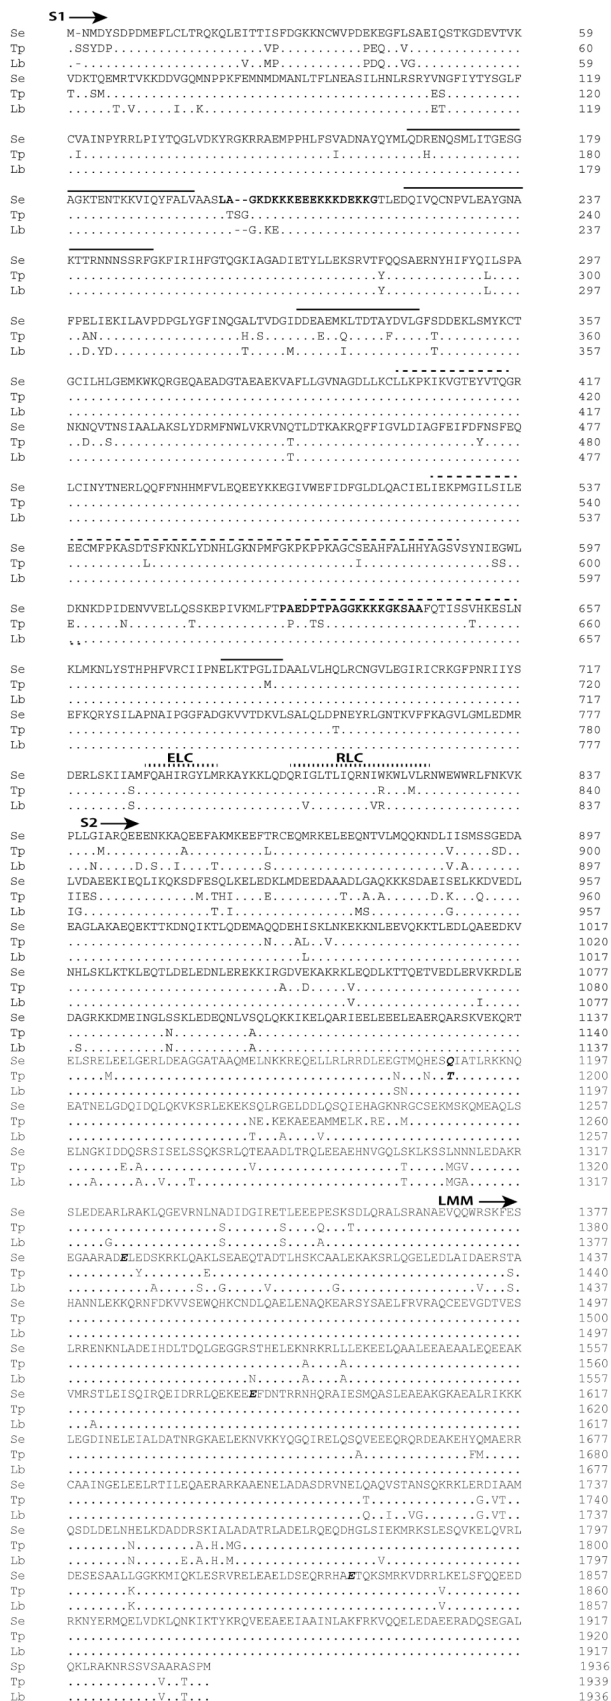 S1
Se M-NMDYSDPDMEFLCLTRQKQLEITTISFDGKKNCWVPDEKEGFLSAEIQSTKGDEVTVK 59
Tp .SSYDP....................VP...........PEQ..V............... 60
Lb .-.....................V..MP...........PDQ..VG.............. 59
Se VDKTQEMRTVKKDDVGQMNPPKFEMNMDMANLTFLNEASILHNLRSRYVNGFIYTYSGLF 119
Tp T..SM...........................................ES.......... 120
Lb ......T.V....I..K...............................ET.......... 119
Se CVAINPYRRLPIYTQGLVDKYRGKRRAEMPPHLFSVADNAYQYMLQDRENQSMLITGESG 179
Tp .I.................................I...........H............ 180
Lb ............................................................ 179
Se AGKTENTKKVIQYFALVAASLA--GKDKKKEEEKKKDEKKGTLEDQIVQCNPVLEAYGNA 237
Tp .....................TSG.................................... 240
Lb ......................--G.KE................................ 237
Se KTTRNNNSSRFGKFIRIHFGTQGKIAGADIETYLLEKSRVTFQQSAERNYHIFYQILSPA 297
Tp .........................................Y.............L.... 300
Lb .........................................Y.............L.... 297
Se FPELIEKILAVPDPGLYGFINQGALTVDGIDDEAEMKLTDTAYDVLGFSDDEKLSMYKCT 357
Tp ..AN...................H.S.......E..Q.....F.....T........... 360
Lb ..D.YD.................T.....M......I...........T........... 357
Se GCILHLGEMKWKQRGEQAEADGTAEAEKVAFLLGVNAGDLLKCLLKPKIKVGTEYVTQGR 417
Tp ............................................................ 420
Lb ............................................................ 417
Se NKNQVTNSIAALAKSLYDRMFNWLVKRVNQTLDTKAKRQFFIGVLDIAGFEIFDFNSFEQ 477
Tp ..D..S.......................T........................Y..... 480
Lb .............................T.............................. 477
Se LCINYTNERLQQFFNHHMFVLEQEEYKKEGIVWEFIDFGLDLQACIELIEKPMGILSILE 537
Tp ............................................................ 540
Lb ............................................................ 537
Se EECMFPKASDTSFKNKLYDNHLGKNPMFGKPKPPKAGCSEAHFALHHYAGSVSYNIEGWL 597
Tp ..........L...........................I.................SS.. 600
Lb ............................................................ 597
Se DKNKDPIDENVVELLQSSKEPIVKMLFTPAEDPTPAGGKKKKGKSAAFQTISSVHKESLN 657
Tp E......N........T............P..TS....................T..... 660
Lb ............................................................ 657
Se KLMKNLYSTHPHFVRCIIPNELKTPGLIDAALVLHQLRCNGVLEGIRICRKGFPNRIIYS 717
Tp ..........................M................................. 720
Lb ............................................................ 717
Se EFKQRYSILAPNAIPGGFADGKVVTDKVLSALQLDPNEYRLGNTKVFFKAGVLGMLEDMR 777
Tp ...................................T........................ 780
Lb ............................................................ 777
ELC RLC
Se DERLSKIIAMFQAHIRGYLMRKAYKKLQDQRIGLTLIQRNIWKWLVLRNWEWWRLFNKVK 837
Tp ........S................................R...M.............. 840
Lb ........S......................V........VR................. 837
S2
Se PLLGIARQEEENKKAQEEFAKMKEEFTRCEQMRKELEEQNTVLMQQKNDLIISMSSGEDA 897
Tp ....M..........A..........L.......................V.....SD.. 900
Lb ...N.....D.S..I....T......S.......................V.A....... 897
Se LVDAEEKIEQLIKQKSDFESQLKELEDKLMDEEDAAADLGAQKKKSDAEISELKKDVEDL 957
Tp IIES.............M.THI....E.........T..A.A......D.K...Q..... 960
Lb IG.................T.I................MS...........G........ 957
Se EAGLAKAEQEKTTKDNQIKTLQDEMAQQDEHISKLNKEKKNLEEVQKKTLEDLQAEEDKV 1017
Tp ..........................N...AL..V......................... 1020
Lb ...............................L............................ 1017
Se NHLSKLKTKLEQTLDELEDNLEREKKIRGDVEKAKRKLEQDLKTTQETVEDLERVKRDLE 1077
Tp ............................A..D.....V...................... 1080
Lb .....................................V................I..... 1077
Se DAGRKKDMEINGLSSKLEDEQNLVSQLQKKIKELQARIEELEEELEAERQARSKVEKQRT 1137
Tp .............N..........A................................... 1140
Lb .S...........N..........A................................... 1137
Se ELSRELEELGERLDEAGGATAAQMELNKKREQELLRLRRDLEEGTMQHESQIATLRKKNQ 1197
Tp .....M.....................................N...N..T......... 1200
Lb ...........................................SN............... 1197
Se EATNELGDQIDQLQKVKSRLEKEKSQLRGELDDLQSQIEHAGKNRGCSEKMSKQMEAQLS 1257
Tp ........................NE.KEKAEEAMMELK.RE..M............... 1260
Lb ........................T...A....V.......................... 1257
Se ELNGKIDDQSRSISELSSQKSRLQTEAADLTRQLEEAEHNVGQLSKLKSSLNNNLEDAKR 1317
Tp .......E.A..............V...................T....MGV........ 1320
Lb ...A........A...V...T.......................T....MGA........ 1317
Se SLEDEARLRAKLQGEVRNLNADIDGIRETLEEEPESKSDLQRALSRANAEVQQWRSKFES 1377
Tp ....................S.......S....Q...T...................... 1380
Lb .....G..............S.......S....A.......................... 1377
LMM
Se EGAARADELEDSKRKLQAKLSEAEQTADTLHSKCAALEKAKSRLQGELEDLAIDAERSTA 1437
Tp .........Y........E.......................................S. 1440
Lb ...........A.....S.G....V........G..................V...S. 1437
Se HANNLEKKQRNFDKVVSEWQHKCNDLQAELENAQKEARSYSAELFRVRAQCEEVGDTVES 1497
Tp ............................................................ 1500
Lb ............................................................ 1497
Se LRRENKNLADEIHDLTDQLGEGGRSTHELEKNRKRLLLEKEELQAALEEAEAALEQEEAK 1557
Tp ...............................A....A....................... 1560
Lb ........................N......A....A....................... 1557
Se VMRSTLEISQIRQEIDRRLQEKEEEFDNTRRNHQRAIESMQASLEAEAKGKAEALRIKKK 1617
Tp ............................................................ 1620
Lb ...A........................................................ 1617
Se LEGDINELEIALDATNRGKAELEKNVKKYQGQIRELQSQVEEEQRQRDEAKEHYQMAERR 1677
Tp ......................................A..............FM...... 1680
Lb ............................................................ 1677
Se CAAINGELEELRTILEQAERARKAAENELADASDRVNELQAQVSTANSQKRKLERDIAAM 1737
Tp .......................................T..............G.VT... 1740
Lb .......................................Q..I..VG.......G.VT... 1737
Se QSDLDELNHELKDADDRSKIALADATRLADELRQEQDHGLSIEKMRKSLESQVKELQVRL 1797
Tp ........N........A.H.MG..................................... 1800
Lb ........N......E.A.H.M...................V.................. 1797
Se DESESAALLGGKKMIQKLESRVRELEAELDSEQRRHAETQKSMRKVDRRLKELSFQQEED 1857
Tp ........K........................................V.......... 1860
Lb ........K........................................V.......... 1857
Se RKNYERMQELVDKLQNKIKTYKRQVEEAEEIAAINLAKFRKVQQELEDAEERADQSEGAL 1917
Tp ............................................................ 1920
Lb ............................................................ 1917
Sp QKLRAKNRSSVSAARASPM 1936
Tp ............V..T... 1939
Lb ............V..T... 1936